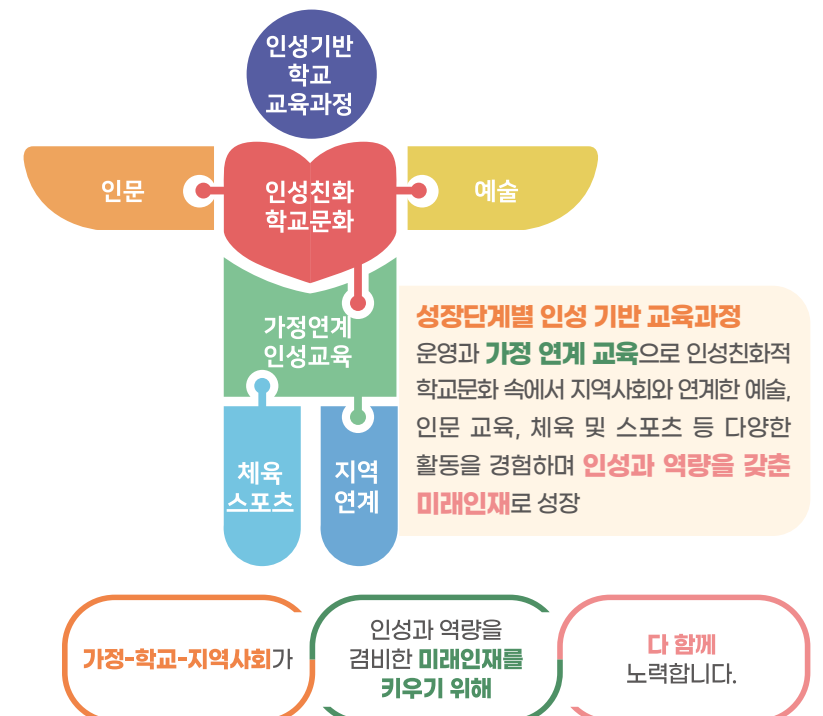 인성기반
학교
교육과정
인문
인성친화
학교문화
예술
가정연계
인성교육
체육
스포츠
지역
연계
성장단계별 인성 기반 교육과정
운영과 가정 연계 교육으로 인성친화적
학교문화 속에서 지역사회와 연계한 예술,
인문 교육, 체육 및 스포츠 등 다양한
활동을 경험하며 인성과 역량을 갖춘
미래인재로 성장
가정-학교-지역사회가
인성과 역량을
겸비한 미래인재를
키우기 위해
다 함께
노력합니다.